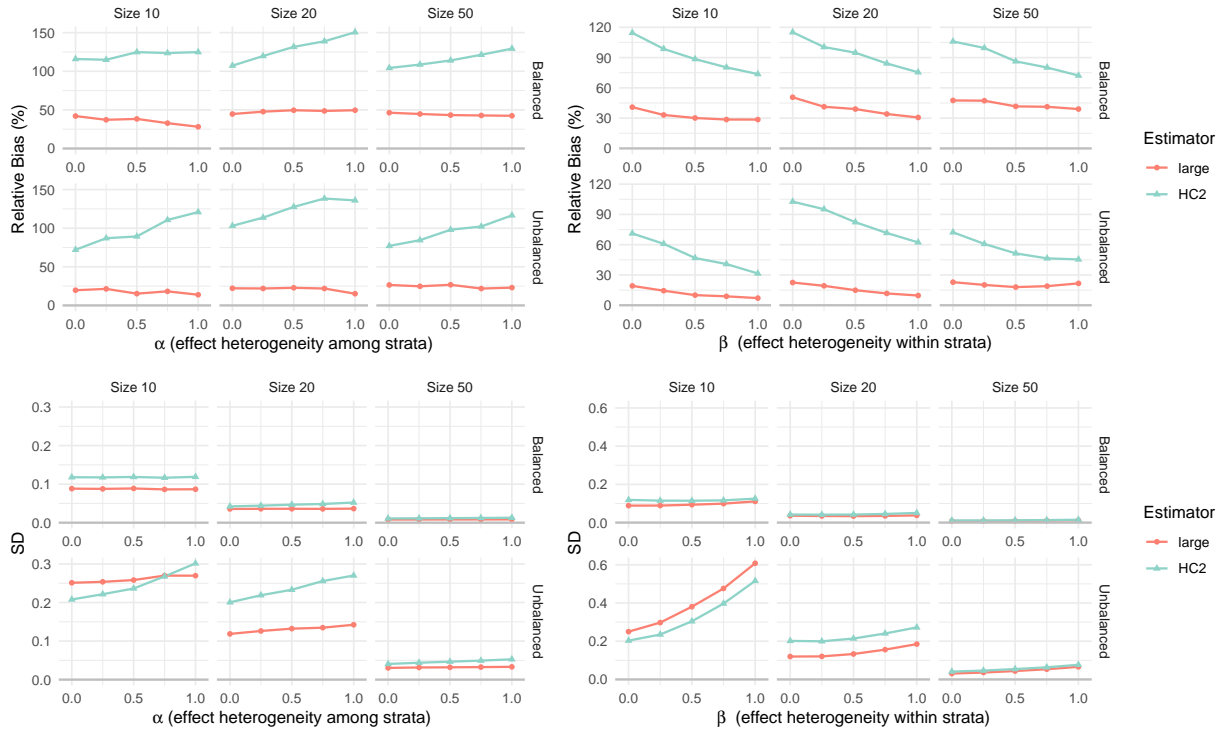 Size 10 Size 20 Size 50
Relative Bias (%)
150
100
50
0
Balanced
0.0 0.5 1.0 0.0 0.5 1.0 0.0 0.5 1.0
150
100
50
0
Unbalanced
0.0 0.5 1.0 0.0 0.5 1.0 0.0 0.5 1.0
α (effect heterogeneity among strata)
Size 10 Size 20 Size 50
Relative Bias (%)
120
90
60
30
0
Balanced
0.0 0.5 1.0 0.0 0.5 1.0 0.0 0.5 1.0
120
90
60
30
0
Unbalanced
0.0 0.5 1.0 0.0 0.5 1.0 0.0 0.5 1.0
β (effect heterogeneity within strata)
Estimator
large
HC2
Size 10 Size 20 Size 50
SD
0.3
0.2
0.1
0.0
Balanced
0.0 0.5 1.0 0.0 0.5 1.0 0.0 0.5 1.0
0.3
0.2
0.1
0.0
Unbalanced
0.0 0.5 1.0 0.0 0.5 1.0 0.0 0.5 1.0
α (effect heterogeneity among strata)
Size 10 Size 20 Size 50
SD
0.6
0.4
0.2
0.0
Balanced
0.0 0.5 1.0 0.0 0.5 1.0 0.0 0.5 1.0
0.6
0.4
0.2
0.0
Unbalanced
0.0 0.5 1.0 0.0 0.5 1.0 0.0 0.5 1.0
β (effect heterogeneity within strata)
Estimator
large
HC2